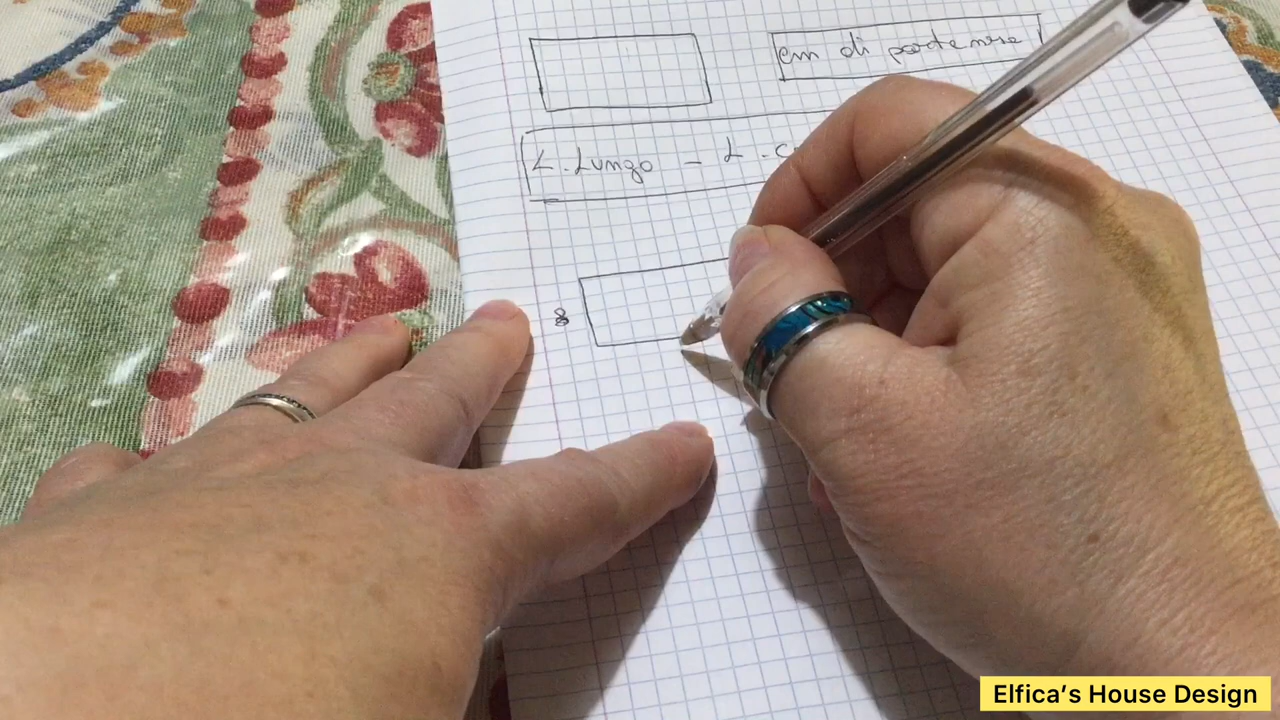 cm di partenza
L. Lungo - L. c
8
Elfica's House Design